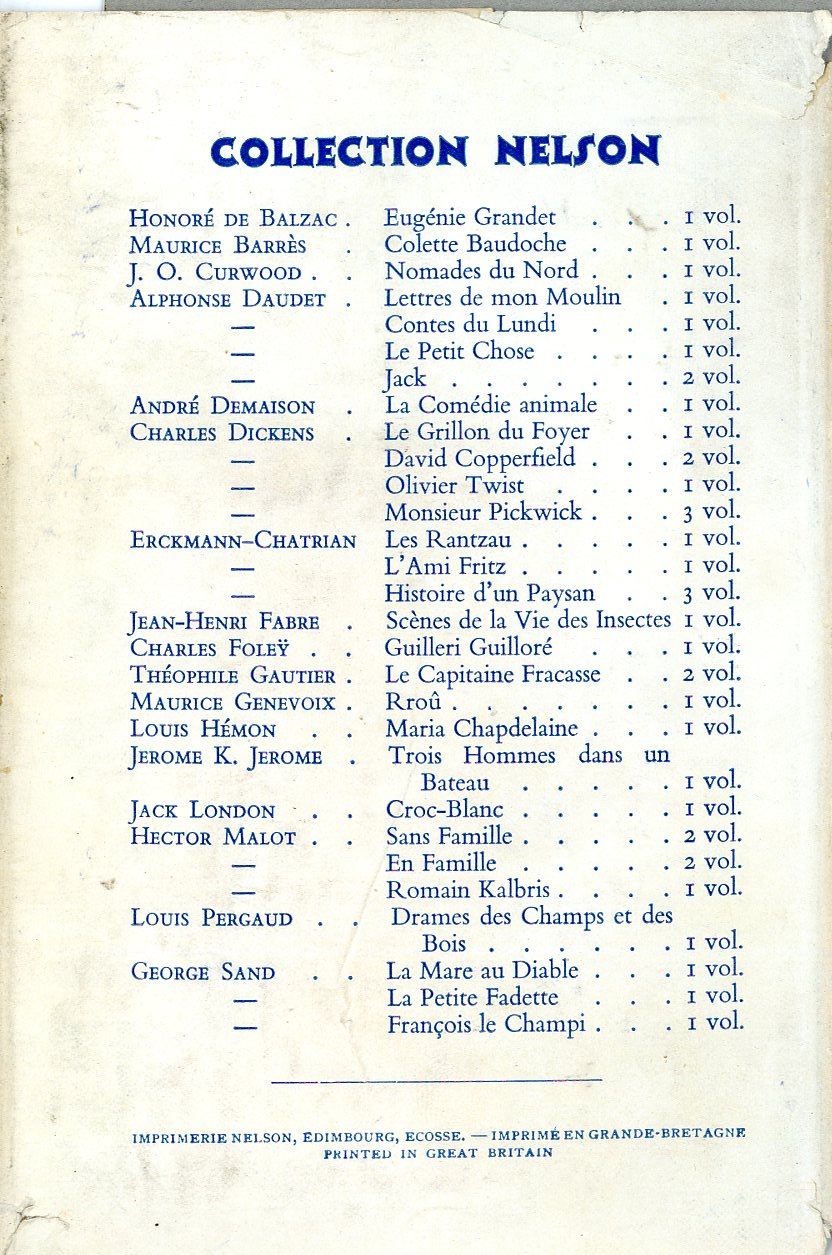 COLLECTION NELSON
HONORÉ DE BALZAC . Eugénie Grandet . . . 1 vol.
MAURICE BARRÈS . Colette Baudoche . . . 1 vol.
J. O. CURWOOD . . Nomades du Nord . . . 1 vol.
ALPHONSE DAUDET . Lettres de mon Moulin . 1 vol.
— Contes du Lundi . . . 1 vol.
— Le Petit Chose . . . . 1 vol.
— Jack . . . . . . . 2 vol.
ANDRÉ DEMAISON . La Comédie animale . . 1 vol.
CHARLES DICKENS . Le Grillon du Foyer . . 1 vol.
— David Copperfield . . . 2 vol.
— Olivier Twist . . . . 1 vol.
— Monsieur Pickwick . . . 3 vol.
ERCKMANN–CHATRIAN Les Rantzau . . . . . 1 vol.
— L'Ami Fritz . . . . . 1 vol.
— Histoire d'un Paysan . . 3 vol.
JEAN-HENRI FABRE . Scènes de la Vie des Insectes 1 vol.
CHARLES FOLEŸ . . Guilleri Guilloré . . . 1 vol.
THÉOPHILE GAUTIER . Le Capitaine Fracasse . . 2 vol.
MAURICE GENEVOIX . Rroû . . . . . . . 1 vol.
LOUIS HÉMON . . Maria Chapdelaine . . . 1 vol.
JEROME K. JEROME . Trois Hommes dans un
Bateau . . . . . 1 vol.
JACK LONDON . . Croc-Blanc . . . . . 1 vol.
HECTOR MALOT . . Sans Famille . . . . . 2 vol.
— En Famille . . . . . 2 vol.
— Romain Kalbris . . . . 1 vol.
LOUIS PERGAUD . . Drames des Champs et des
Bois . . . . . . 1 vol.
GEORGE SAND . . La Mare au Diable . . . 1 vol.
— La Petite Fadette . . . 1 vol.
— François le Champi . . . 1 vol.
IMPRIMERIE NELSON, ÉDIMBOURG, ECOSSE. — IMPRIMÉ EN GRANDE-BRETAGNE
PRINTED IN GREAT BRITAIN